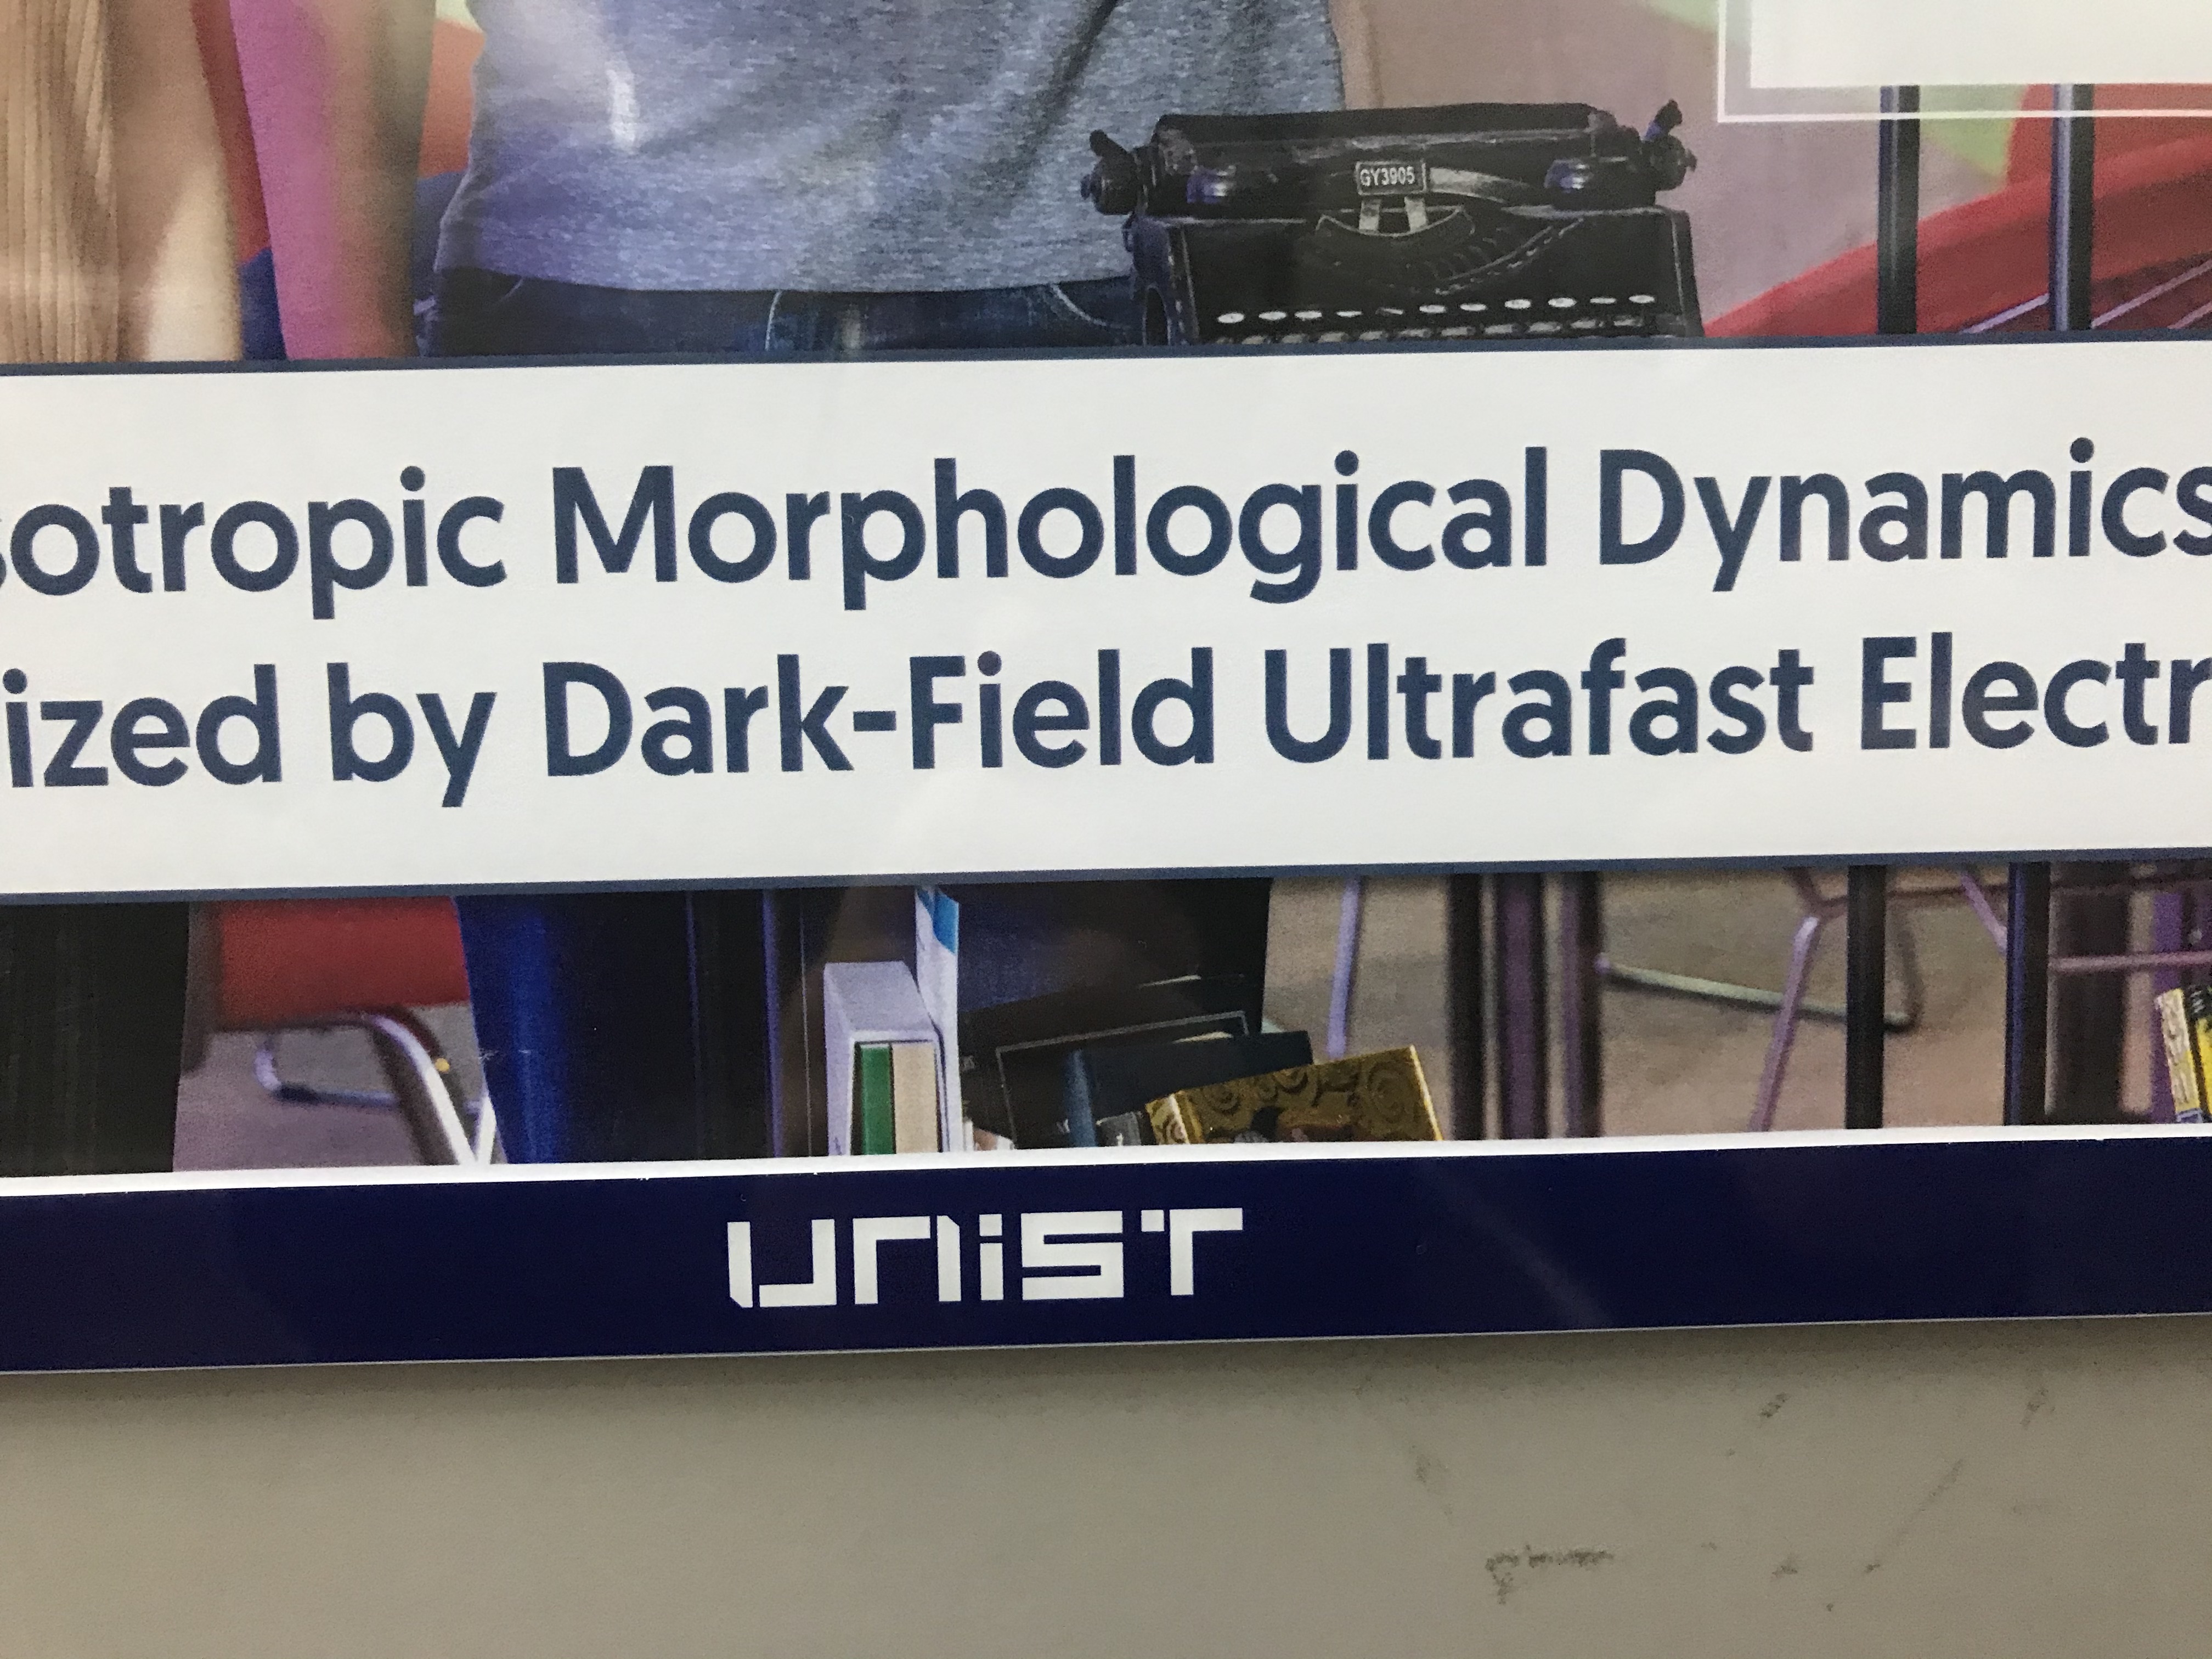 GY3905
sotropic Morphological Dynamics
ized by Dark-Field Ultrafast Electr
UNIST